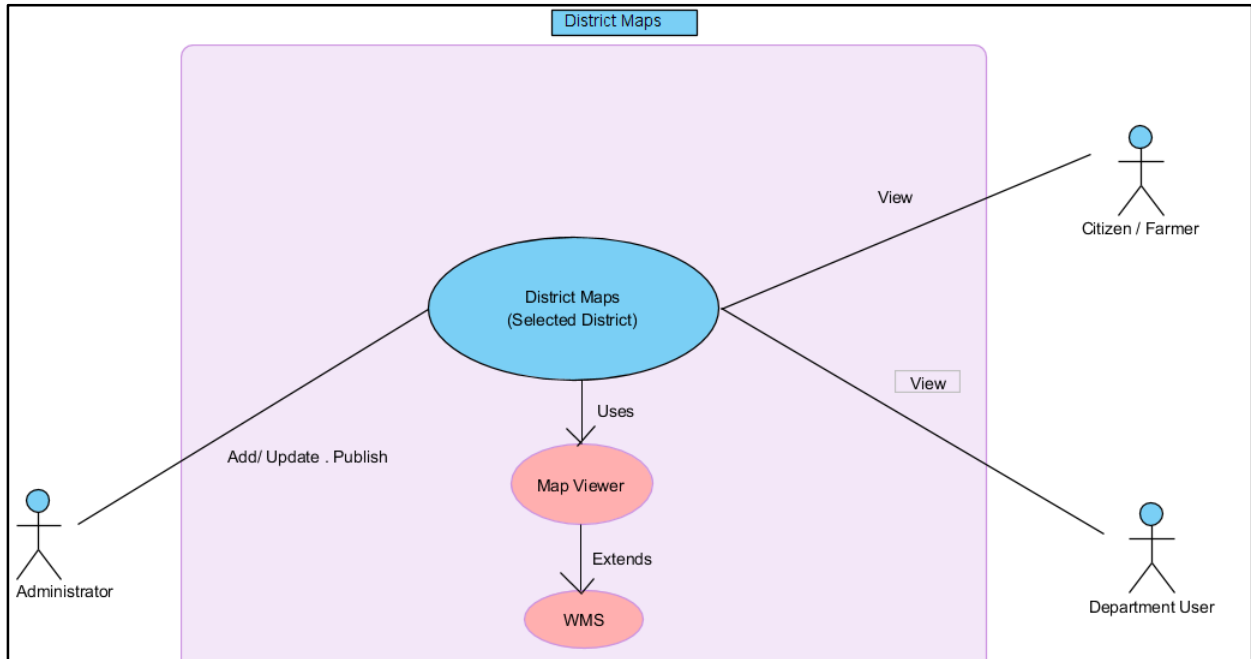 District Maps
View
Citizen / Farmer
District Maps
(Selected District)
View
Uses
Add/ Update . Publish
Map Viewer
Extends
Administrator
Department User
WMS